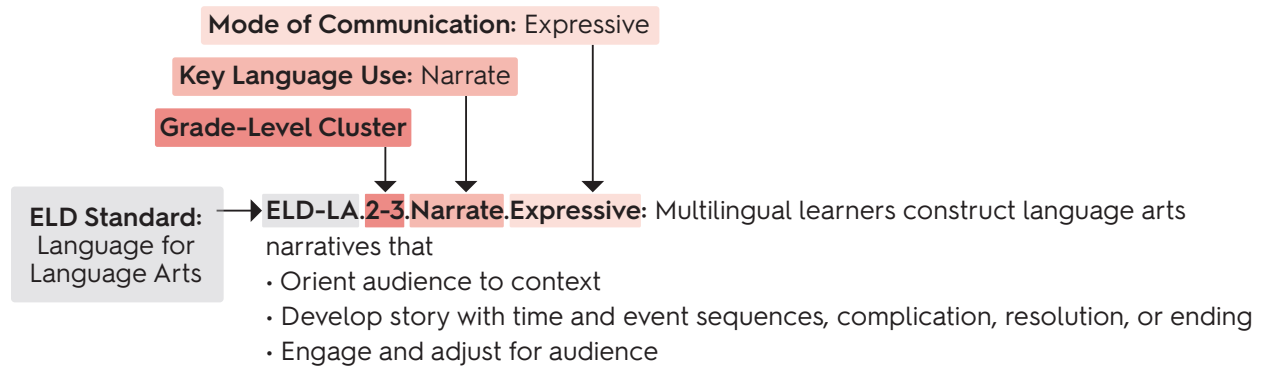 Mode of Communication: Expressive
Key Language Use: Narrate
Grade-Level Cluster
ELD Standard:
Language for
Language Arts
ELD-LA.2-3.Narrate.Expressive: Multilingual learners construct language arts
narratives that
• Orient audience to context
• Develop story with time and event sequences, complication, resolution, or ending
• Engage and adjust for audience